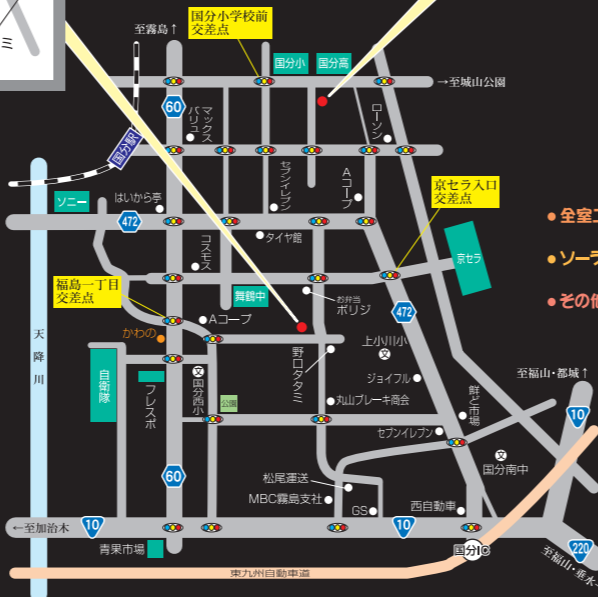 ミ
至霧島↑
国分小学校前
交差点
国分小
国分高
→至城山公園
60
マックス
バリュ
ローソン
国分駅
セブンイレブン
Aコープ
京セラ入口
交差点
ソニー
はいから亭
472
タイヤ館
コスモス
京セラ
福島一丁目
交差点
舞鶴中
お弁当
ポリジ
472
Aコープ
かわの
天降川
野口タタミ
上小川小
文
至福山・都城↑
自衛隊
フレスポ
文
国分西小
公園
ジョイフル
丸山ブレーキ商会
鮮ど市場
10
セブンイレブン
文
国分南中
60
松尾運送
MBC霧島支社
GS
西自動車
←至加治木
10
10
青果市場
国分IC
220
東九州自動車道
●全室
●ソーラ
●その他